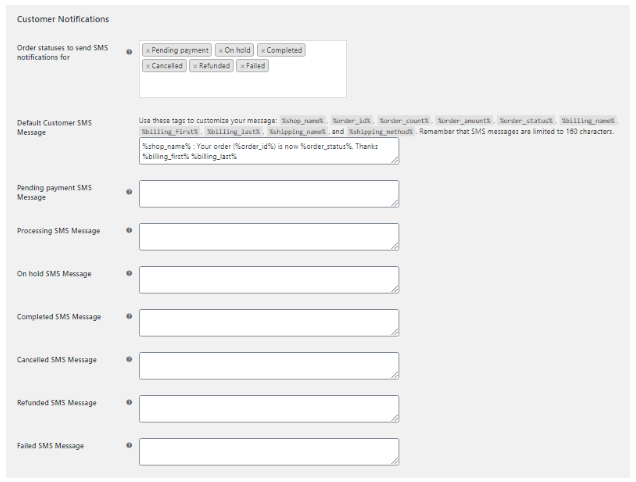 Customer Notifications
Order statuses to send SMS
notifications for
× Pending payment × On hold × Completed
× Cancelled × Refunded × Failed
Default Customer SMS
Message
Use these tags to customize your message: %shop_name%, %order_id%, %order_count%, %order_amount%, %order_status%, %billing_name%,
%billing_first%, %billing_last%, %shipping_name%, and %shipping_method%. Remember that SMS messages are limited to 160 characters.
%shop_name% : Your order (%order_id%) is now %order_status%. Thanks
%billing_first% %billing_last%
Pending payment SMS
Message
Processing SMS Message
On hold SMS Message
Completed SMS Message
Cancelled SMS Message
Refunded SMS Message
Failed SMS Message